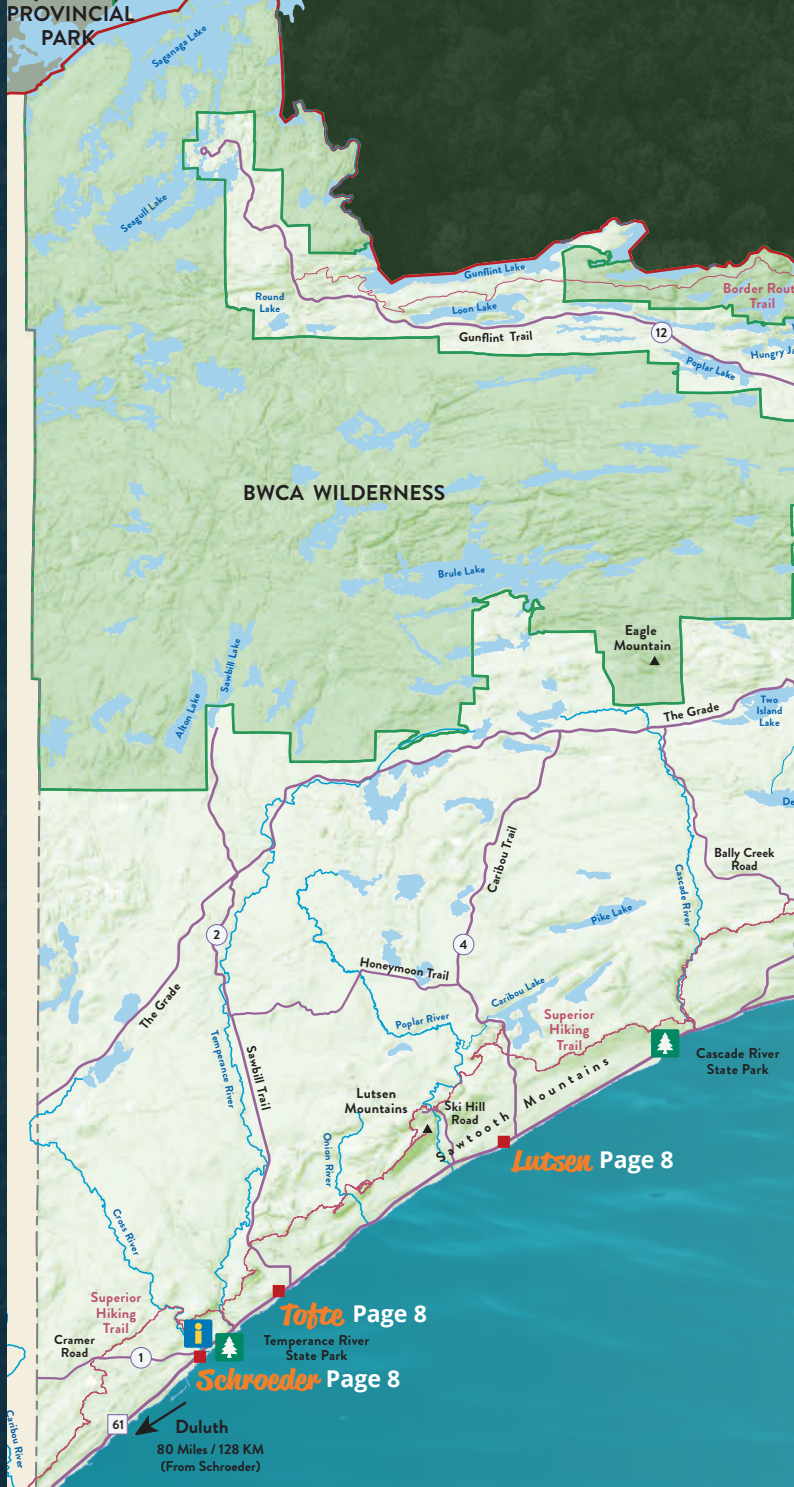 PROVINCIAL
PARK
Saganaga Lake
Seagull Lake
Gunflint Lake
Border Rout
Trail
Round
Lake
Loon Lake
Gunflint Trail
12
Hungry Ja
Poplar Lake
BWCA WILDERNESS
Brule Lake
Eagle
Mountain
Sawbill Lake
Alton Lake
The Grade
Two
Island
Lake
De
Caribou Trail
Bally Creek
Road
Cascade River
Pike Lake
2
4
Honeymoon Trail
Caribou Lake
The Grade
Poplar River
Superior
Hiking
Trail
Temperance River
Sawbill Trail
Cascade River
State Park
Lutsen
Mountains
Ski Hill
Road
Sawtooth Mountains
Onion River
Lutsen Page 8
Cross River
Superior
Hiking
Trail
Tofte Page 8
Cramer
Road
1
i
Temperance River
State Park
Schroeder Page 8
61
Duluth
80 Miles / 128 KM
(From Schroeder)
Caribou River